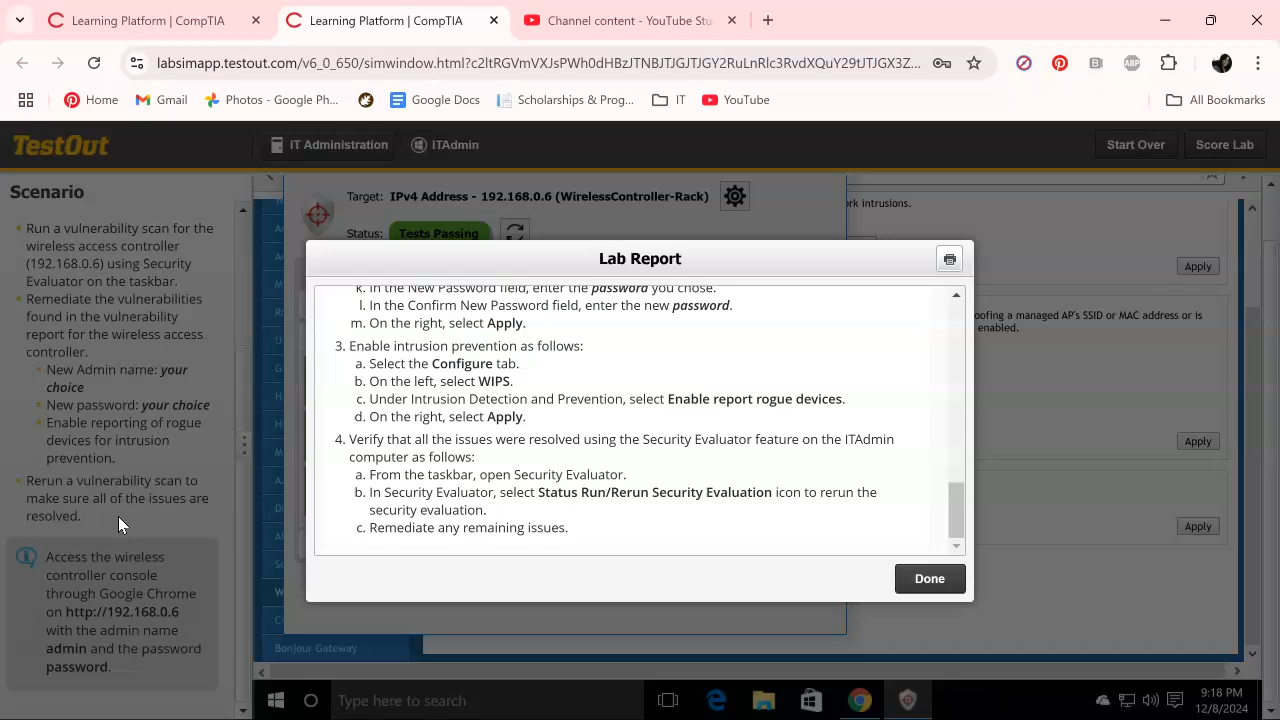 Learning Platform | CompTIA
Learning Platform | CompTIA
Channel content - YouTube Stu
labsimapp.testout.com/v6_0_650/simwindow.html?c2ltRGVmVXJsPWh0dHBzJTNBJTJGJTJGY2RuLnRlc3RvdXQuY29tJTJGX3Z...
Home
Gmail
Photos - Google Ph...
Google Docs
Scholarships & Prog...
IT
YouTube
All Bookmarks
TestOut
IT Administration
ITAdmin
Start Over
Score Lab
Scenario
Run a vulnerability scan for the
wireless access controller
(192.168.0.6) using Security
Evaluator on the taskbar.
Remediate the vulnerabilities
found in the vulnerability
report for the wireless access
controller.
New Admin name: your
choice
New password: your choice
Enable reporting of rogue
devices for intrusion
prevention.
Rerun a vulnerability scan to
make sure all of the issues are
resolved.
Access the wireless
controller console
through Google Chrome
on http://192.168.0.6
with the admin name
admin and the password
password.
Target: IPv4 Address - 192.168.0.6 (WirelessController-Rack)
Status: Tests Passing
rk intrusions.
Apply
oofing a managed AP's SSID or MAC address or is
enabled.
Apply
Apply
Lab Report
k. In the New Password field, enter the password you chose.
l. In the Confirm New Password field, enter the new password.
m. On the right, select Apply.
3. Enable intrusion prevention as follows:
a. Select the Configure tab.
b. On the left, select WIPS.
c. Under Intrusion Detection and Prevention, select Enable report rogue devices.
d. On the right, select Apply.
4. Verify that all the issues were resolved using the Security Evaluator feature on the ITAdmin
computer as follows:
a. From the taskbar, open Security Evaluator.
b. In Security Evaluator, select Status Run/Rerun Security Evaluation icon to rerun the
security evaluation.
c. Remediate any remaining issues.
Done
Bonjour Gateway
Type here to search
9:18 PM
12/8/2024